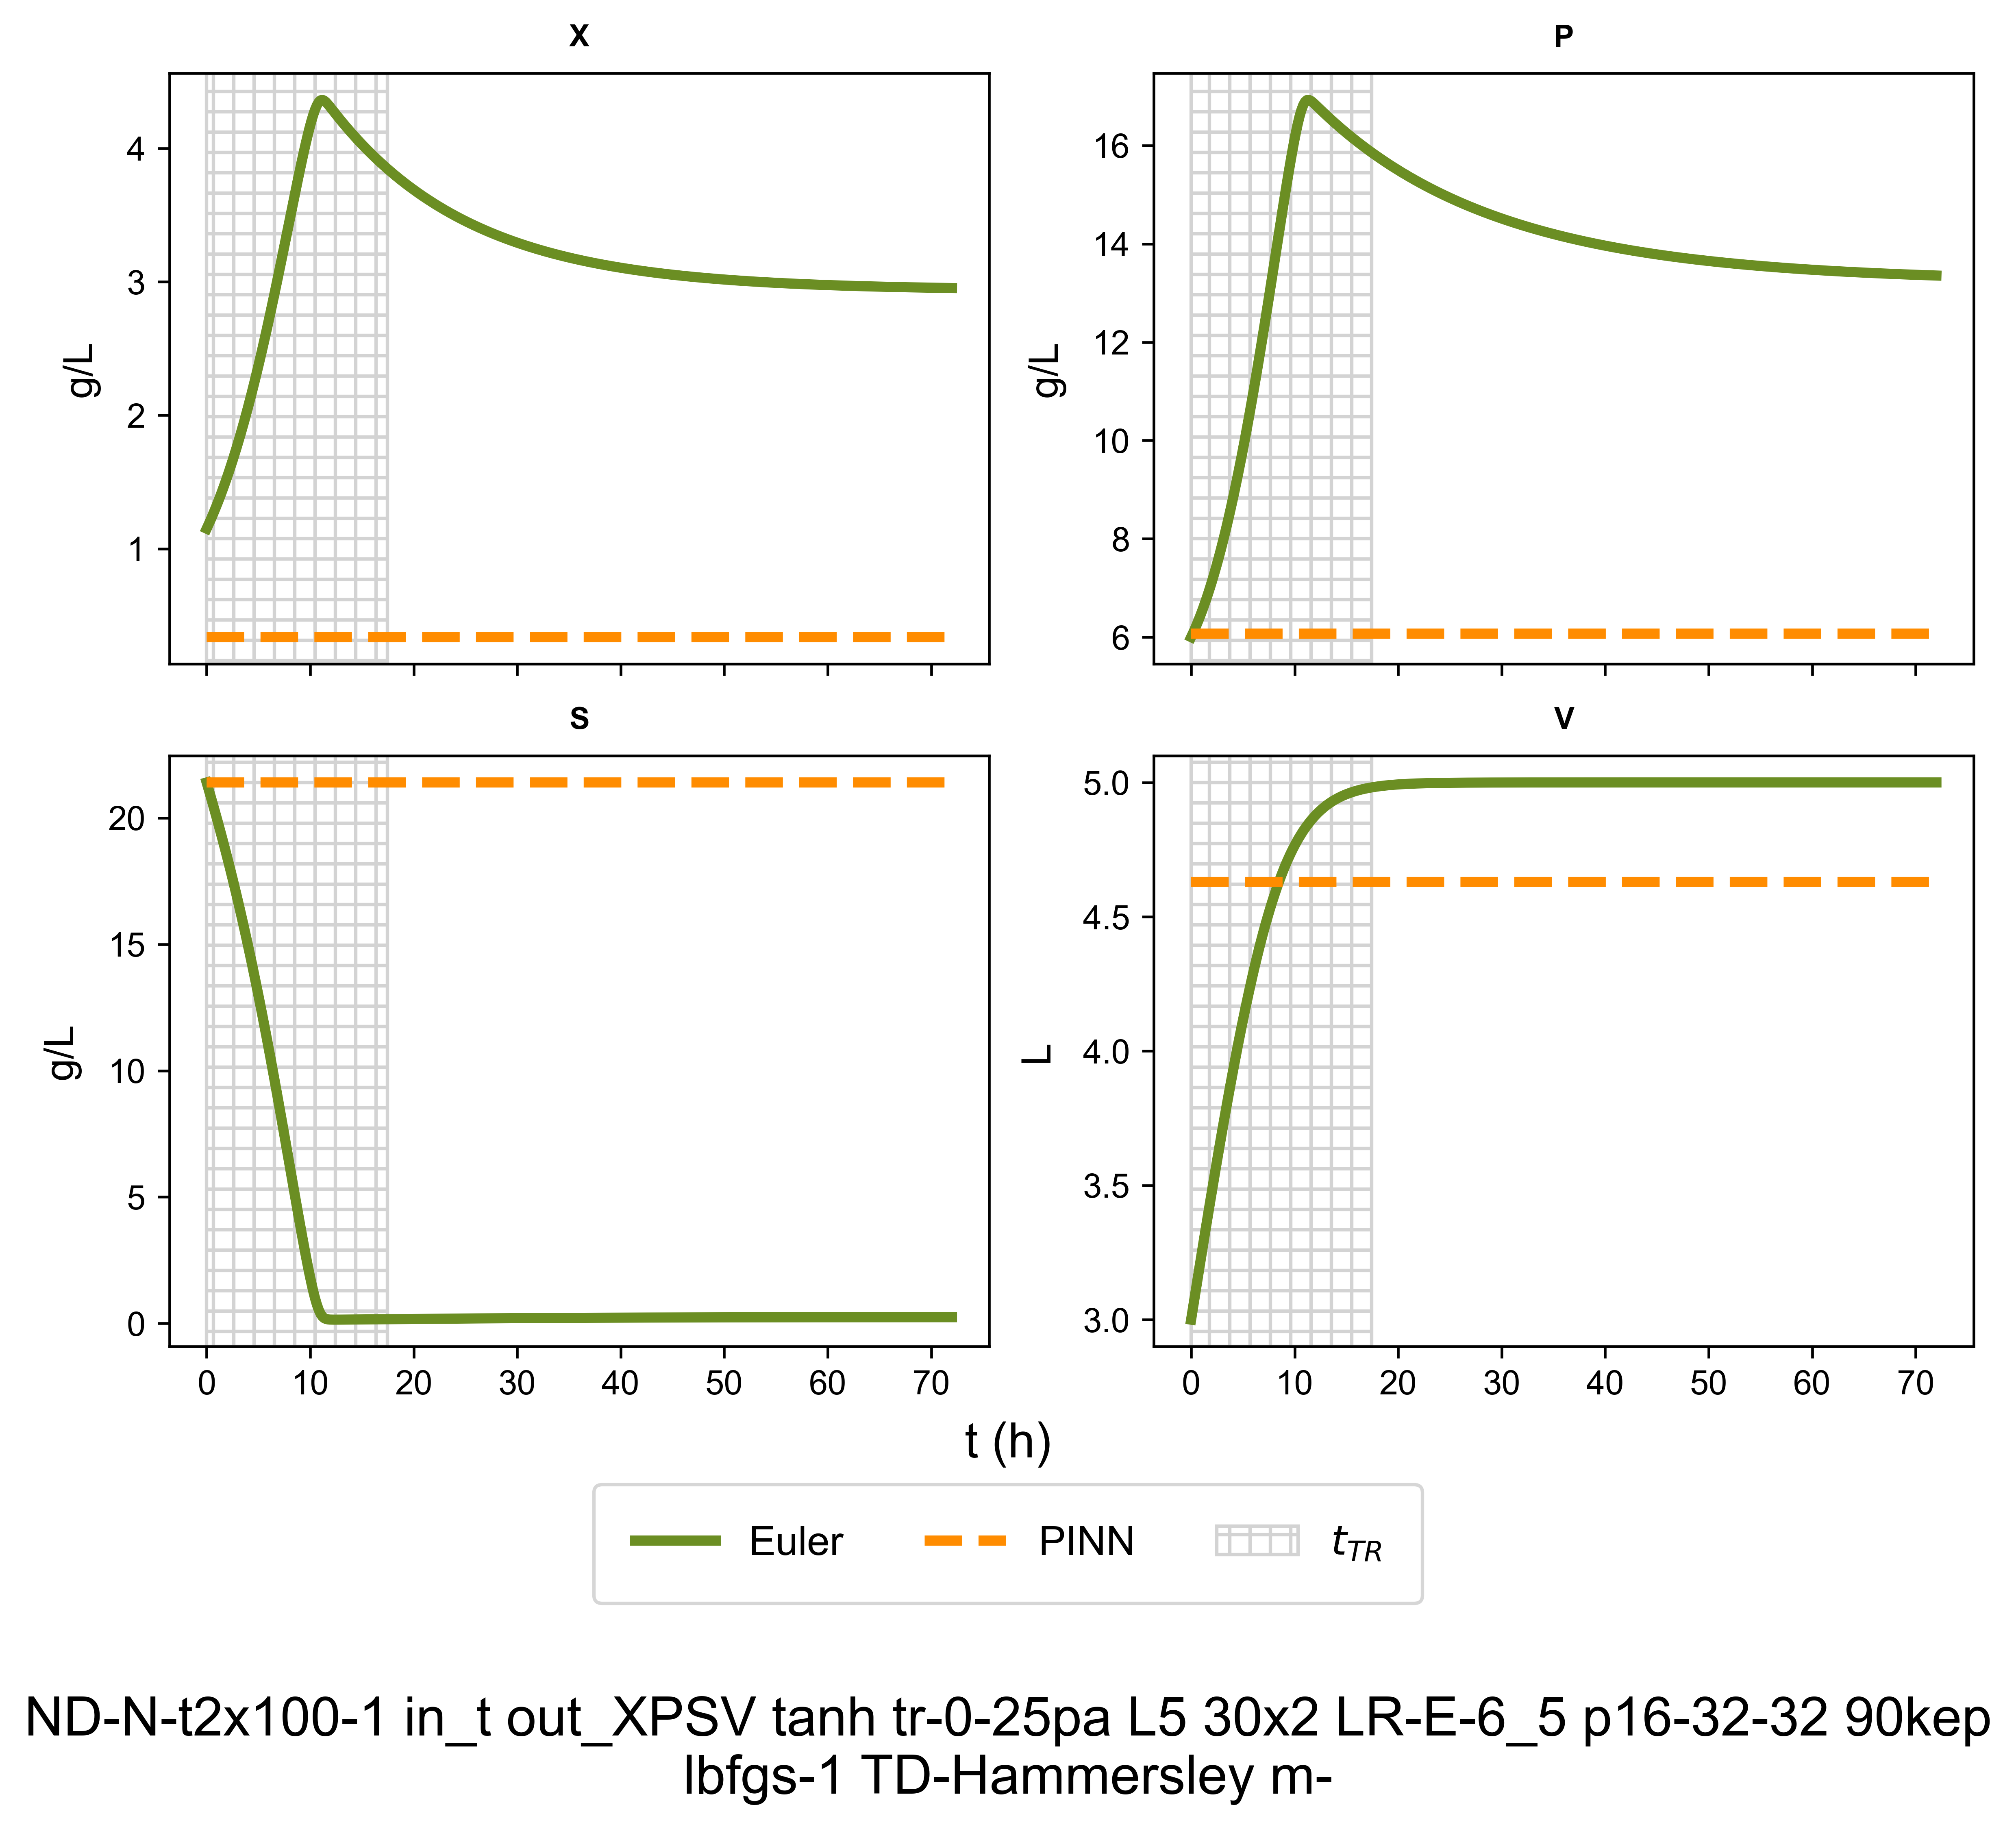 X
P
4
3
2
1
g/L
16
14
12
10
8
6
g/L
S
V
20
15
10
5
0
g/L
5.0
4.5
4.0
3.5
3.0
L
0 10 20 30 40 50 60 70
0 10 20 30 40 50 60 70
t (h)
Euler PINN t_{TR}
ND-N-t2x100-1 in_t out_XPSV tanh tr-0-25pa L5 30x2 LR-E-6_5 p16-32-32 90kep
lbfgs-1 TD-Hammersley m-